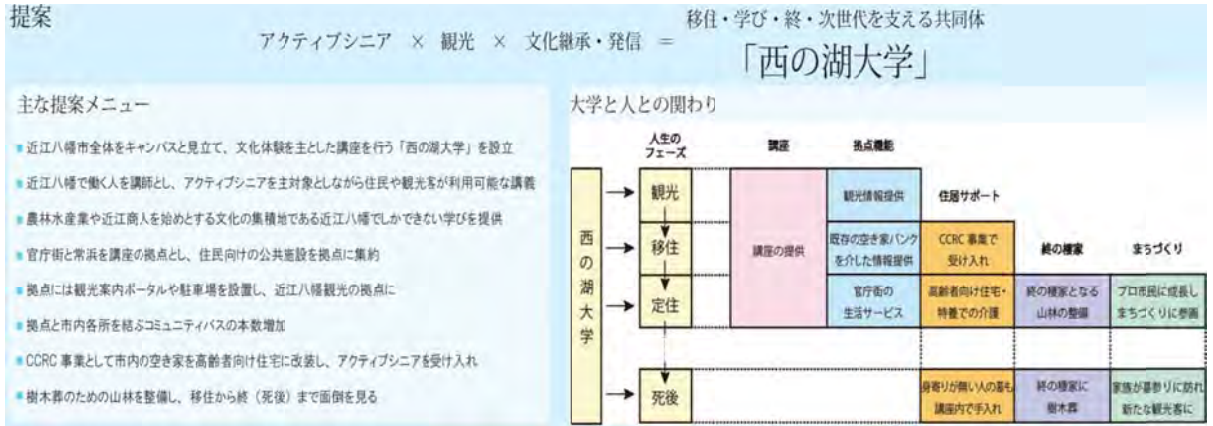 提案
アクティブシニア × 観光 × 文化継承・発信 =
移住・学び・終・次世代を支える共同体
「西の湖大学」
主な提案メニュー
近江八幡市全体をキャンパスと見立て、文化体験を主とした講座を行う「西の湖大学」を設立
近江八幡で働く人を講師とし、アクティブシニアを主対象としながら住民や観光客が利用可能な講義
農林水産業や近江商人を始めとする文化の集積地である近江八幡でしかできない学びを提供
官庁街と常浜を講座の拠点とし、住民向けの公共施設を拠点に集約
拠点には観光案内ポータルや駐車場を設置し、近江八幡観光の拠点に
拠点と市内各所を結ぶコミュニティバスの本数増加
CCRC 事業として市内の空き家を高齢者向け住宅に改装し、アクティブシニアを受け入れ
樹木葬のための山林を整備し、移住から終（死後）まで面倒を見る
大学と人との関わり
人生の
フェーズ
講座
拠点機能
住居サポート
終の棲家
まちづくり
西の湖大学
観光
移住
定住
死後
講座の提供
観光情報提供
既存の空き家バンク
を介した情報提供
官庁街の
生活サービス
CCRC 事業で
受け入れ
高齢者向け住宅・
特養での介護
終の棲家となる
山林の整備
プロ市民に成長し
まちづくりに参画
身寄りが無い人の墓も
講座内で手入れ
終の棲家に
樹木葬
家族が墓参りに訪れ
新たな観光客に